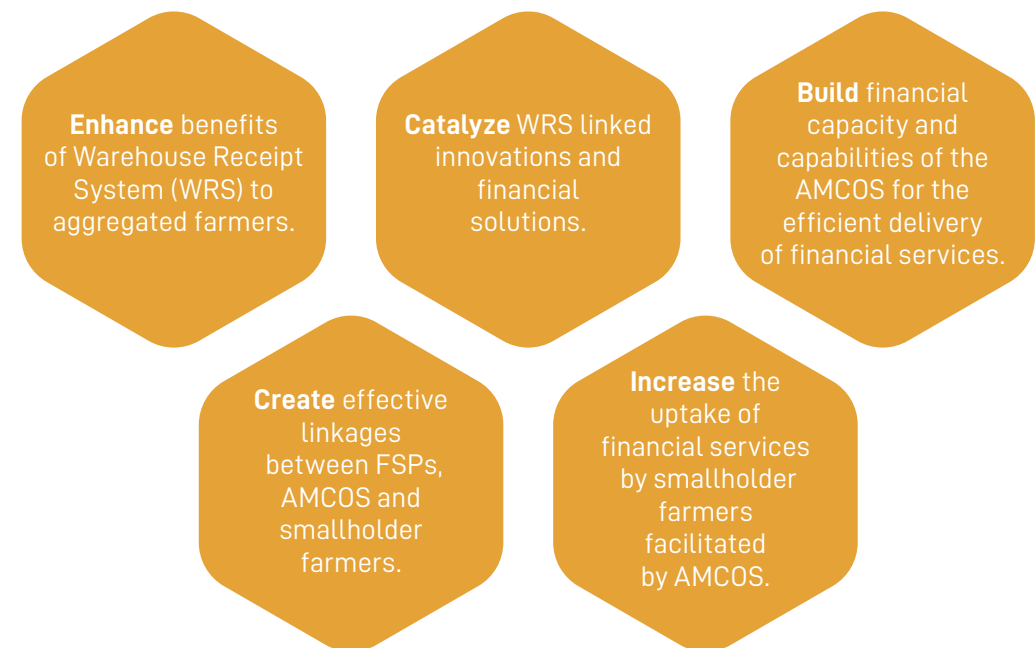 Enhance benefits
of Warehouse Receipt
System (WRS) to
aggregated farmers.
Catalyze WRS linked
innovations and
financial
solutions.
Build financial
capacity and
capabilities of the
AMCOS for the
efficient delivery
of financial services.
Create effective
linkages
between FSPs,
AMCOS and
smallholder
farmers.
Increase the
uptake of
financial services
by smallholder
farmers
facilitated
by AMCOS.